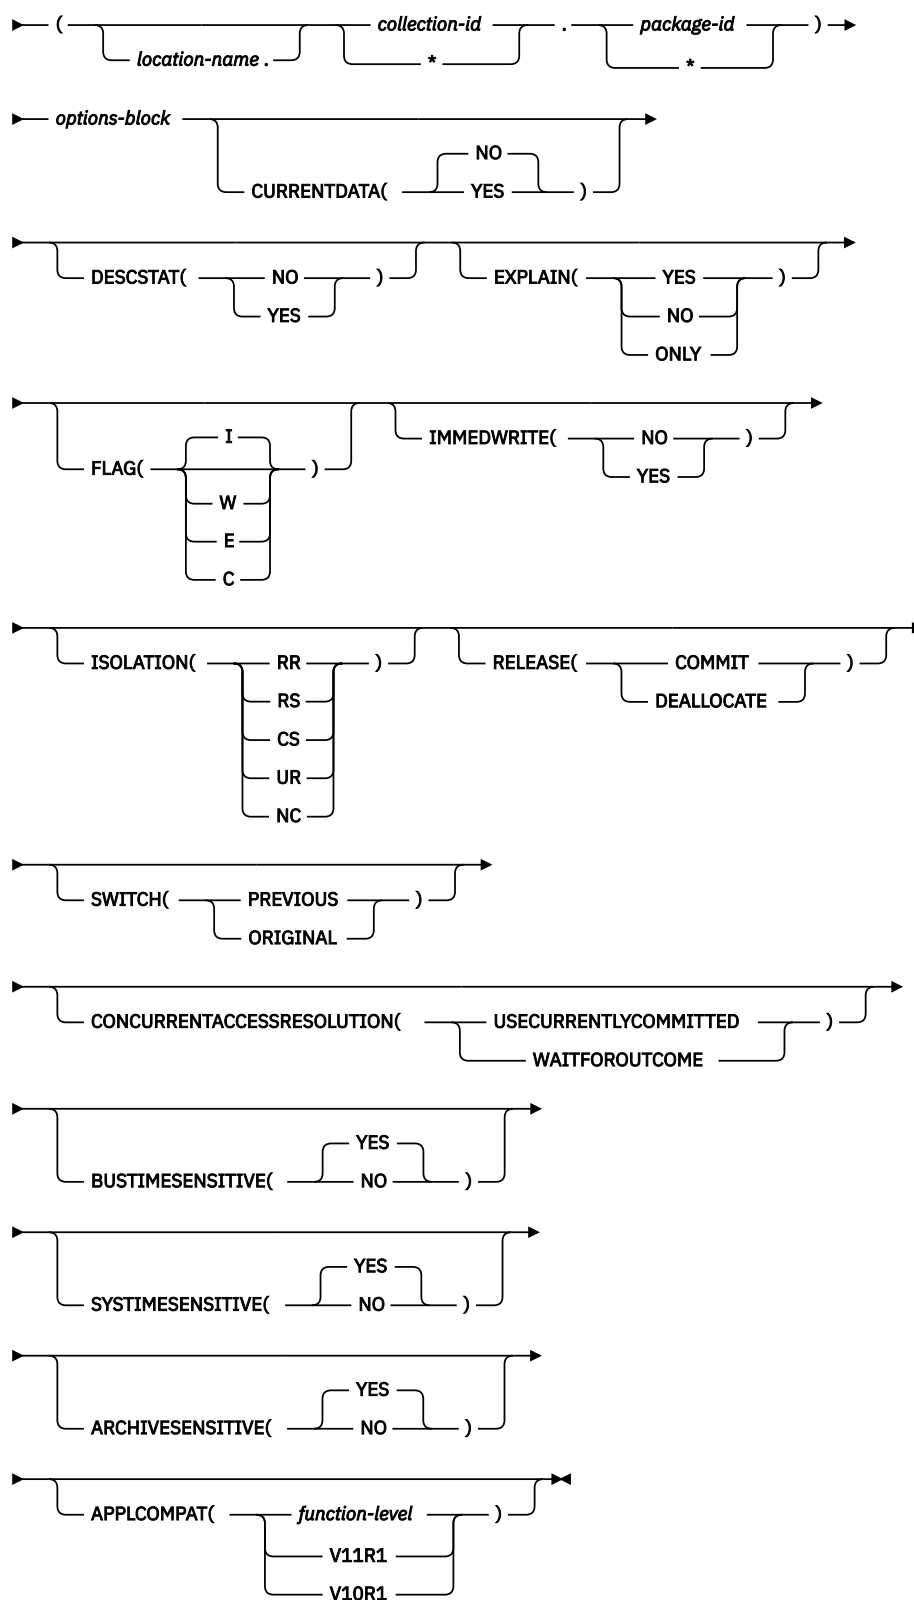 ( collection-id . package-id )
location-name . * *
options-block
NO
CURRENTDATA( YES )
DESCSTAT( NO ) EXPLAIN( YES )
YES NO
ONLY
I IMMEDWRITE( NO )
FLAG( ) YES
W
E
C
ISOLATION( RR ) RELEASE( COMMIT )
RS DEALLOCATE
CS
UR
NC
SWITCH( PREVIOUS )
ORIGINAL
CONCURRENTACCESSRESOLUTION( USECURRENTLYCOMMITTED )
WAITFOROUTCOME
YES
BUSTIMESENSITIVE( NO )
YES
SYSTIMESENSITIVE( NO )
YES
ARCHIVESENSITIVE( NO )
APPLCOMPAT( function-level )
V11R1
V10R1